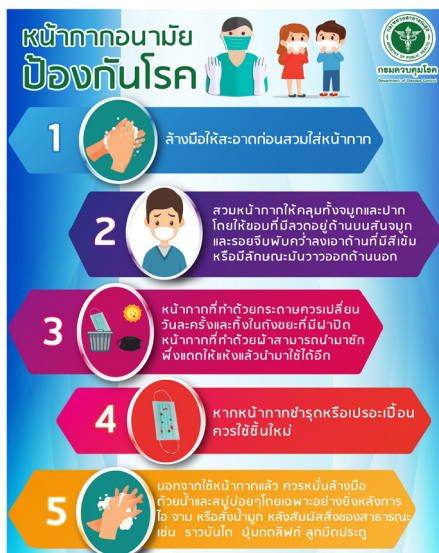 หน้ากากอนามัย
ป้องกันโรค
กรมควบคุมโรค
Department of Disease Control
1
ล้างมือให้สะอาดก่อนสวมใส่หน้ากาก
2
สวมหน้ากากให้คลุมทั้งจมูกและปาก
โดยให้ขอบที่มีลวดอยู่ด้านบนสันจมูก
และรอยจีบพับคว่ำลงเอาด้านที่มีสีเข้ม
หรือมีลักษณะมันวาวออกด้านนอก
3
หน้ากากที่ทำด้วยกระดาษควรเปลี่ยน
วันละครั้งและทิ้งในถังขยะที่มีฝาปิด
หน้ากากที่ทำด้วยผ้าสามารถนำมาซัก
ผึ่งแดดให้แห้งแล้วนำมาใช้ได้อีก
4
หากหน้ากากชำรุดหรือเปรอะเปื้อน
ควรใช้ชิ้นใหม่
5
นอกจากใช้หน้ากากแล้ว ควรหมั่นล้างมือ
ด้วยน้ำและสบู่บ่อยๆโดยเฉพาะอย่างยิ่งหลังการ
ไอ จาม หรือสั่งน้ำมูก หลังสัมผัสสิ่งของสาธารณะ
เช่น ราวบันได ปุ่มกดลิฟท์ ลูกบิดประตู